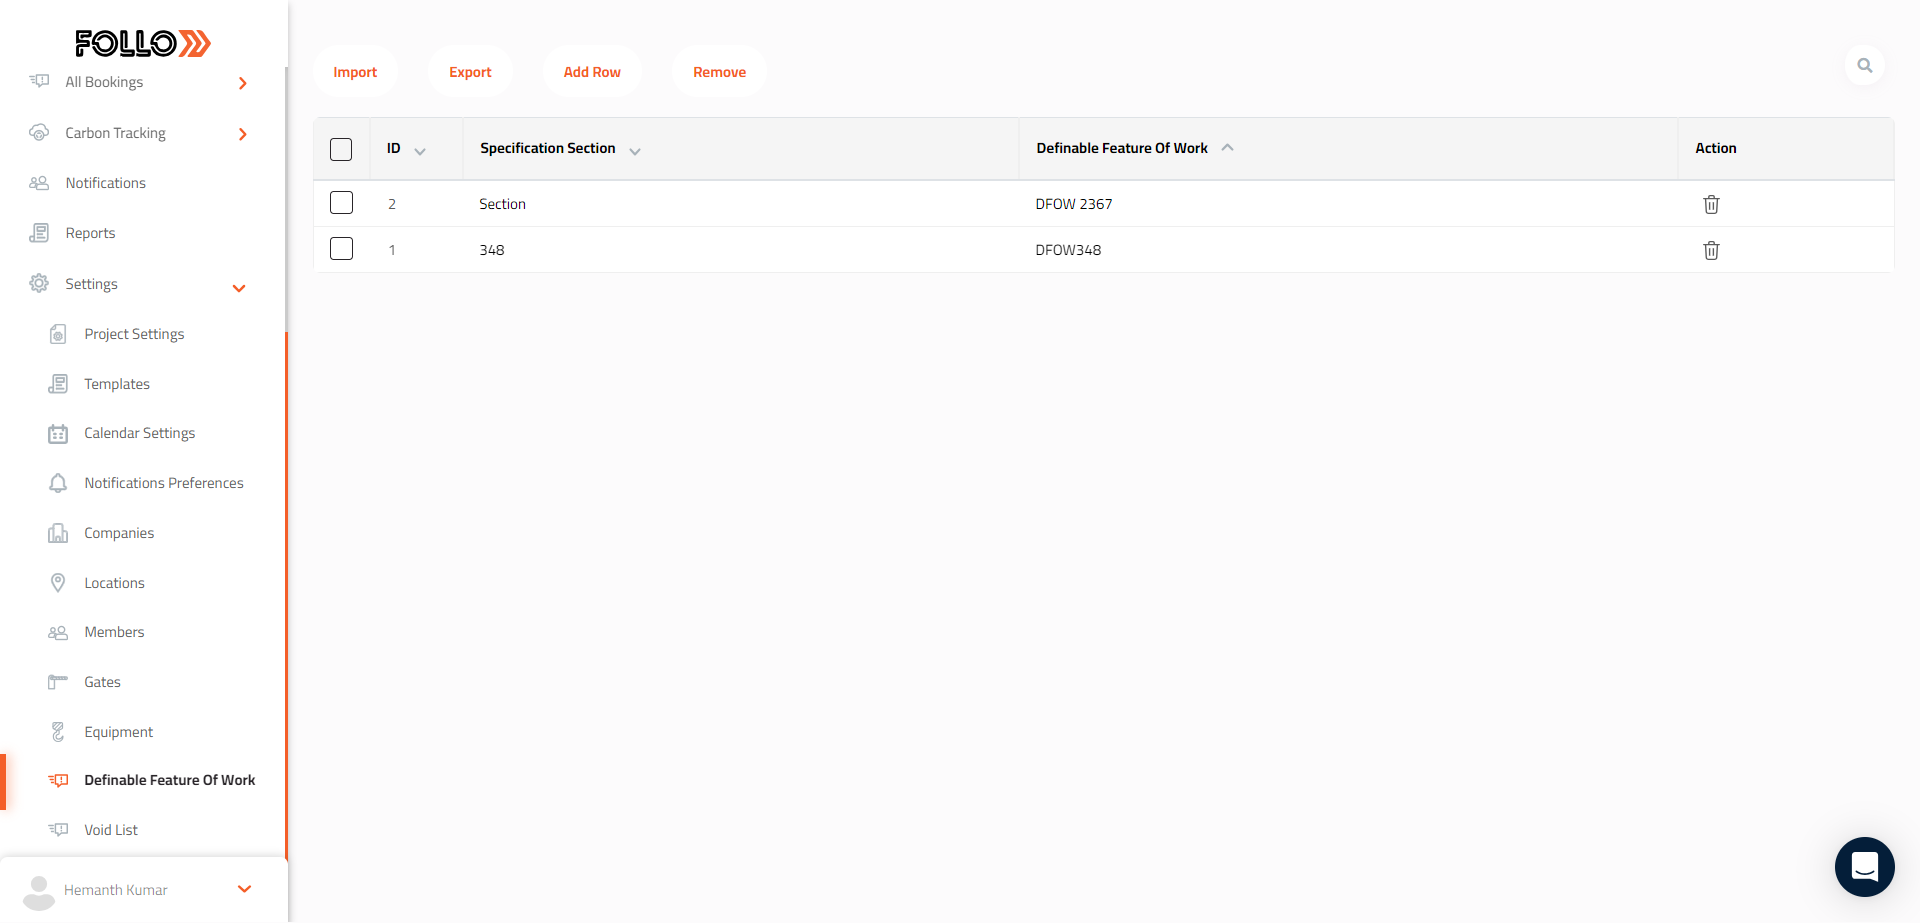 FOLLO
All Bookings
Carbon Tracking
Notifications
Reports
Settings
Project Settings
Templates
Calendar Settings
Notifications Preferences
Companies
Locations
Members
Gates
Equipment
Definable Feature Of Work
Void List
Hemanth Kumar
Import Export Add Row Remove
ID Specification Section Definable Feature Of Work Action
2 Section DFOW 2367
1 348 DFOW348